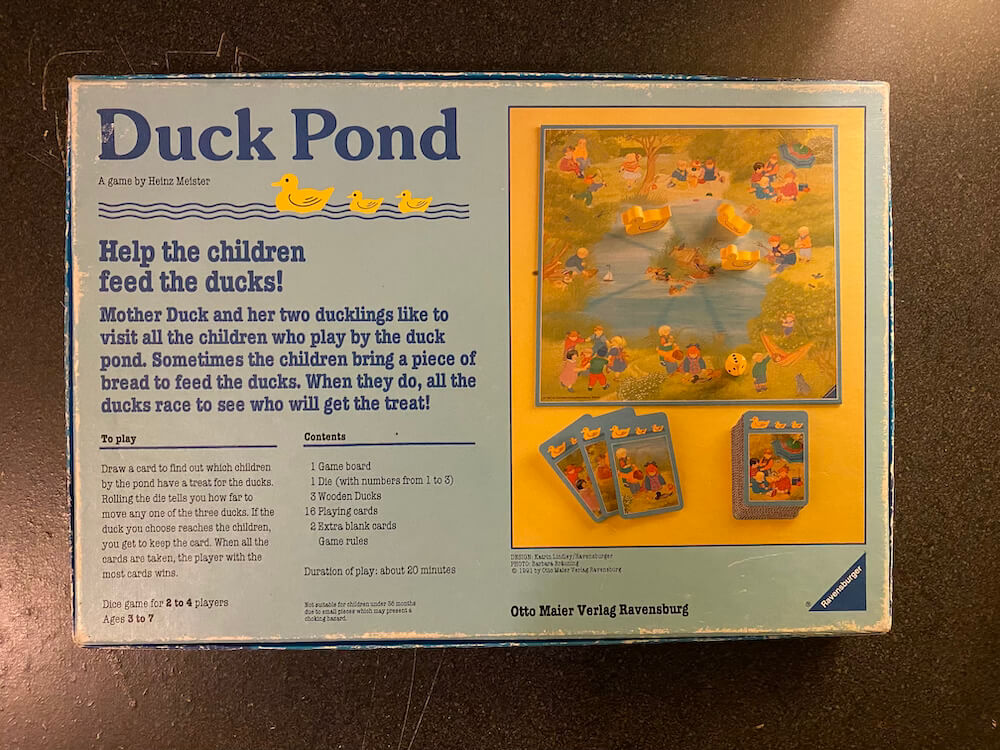 Duck Pond
A game by Heinz Meister
Help the children
feed the ducks!
Mother Duck and her two ducklings like to
visit all the children who play by the duck
pond. Sometimes the children bring a piece of
bread to feed the ducks. When they do, all the
ducks race to see who will get the treat!
To play
Draw a card to find out which children
by the pond have a treat for the ducks.
Rolling the die tells you how far to
move any one of the three ducks. If the
duck you choose reaches the children,
you get to keep the card. When all the
cards are taken, the player with the
most cards wins.
Dice game for 2 to 4 players
Ages 3 to 7
Contents
1 Game board
1 Die (with numbers from 1 to 3)
3 Wooden Ducks
16 Playing cards
2 Extra blank cards
Game rules
Duration of play: about 20 minutes
Not suitable for children under 36 months
due to small pieces which may present a
choking hazard.
DESIGN: Katrin Lindley/Ravensburger
PHOTO: Barbara Bräuning
© 1991 by Otto Maier Verlag Ravensburg
Otto Maier Verlag Ravensburg
® Ravensburger